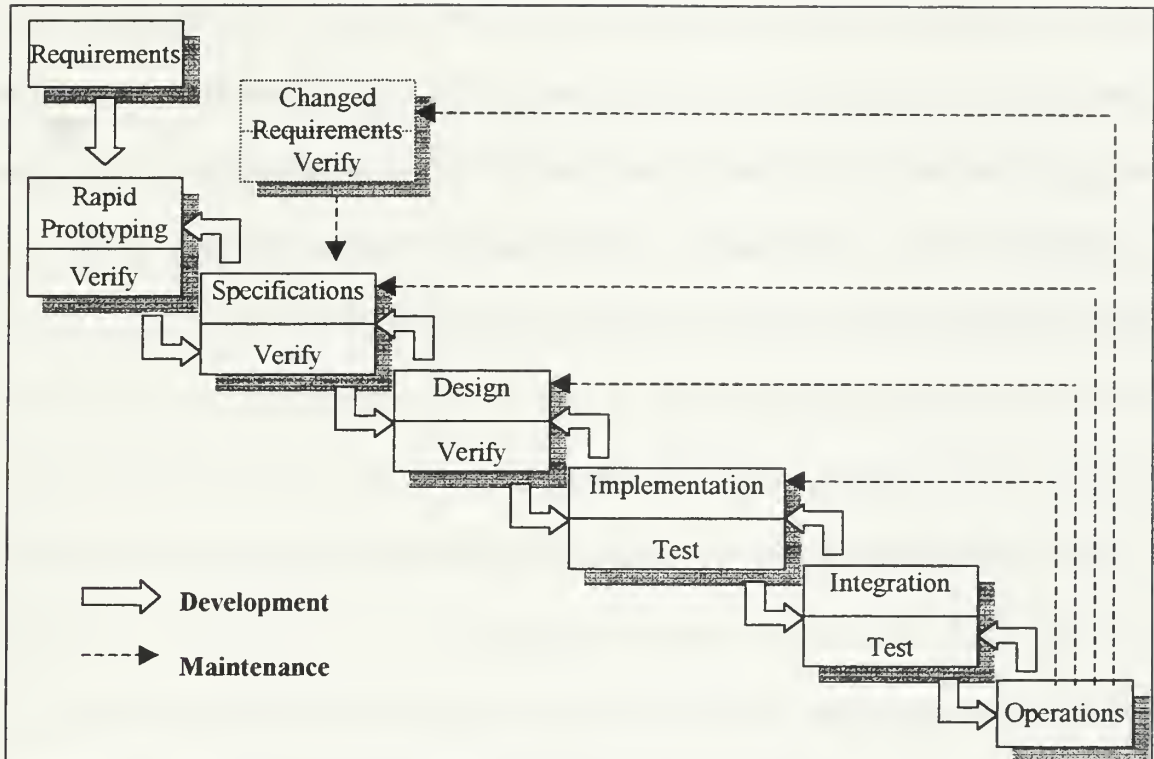 Requirements
Changed
Requirements
Verify
Rapid
Prototyping
Verify
Specifications
Verify
Design
Verify
Implementation
Test
Integration
Test
Operations
Development
Maintenance